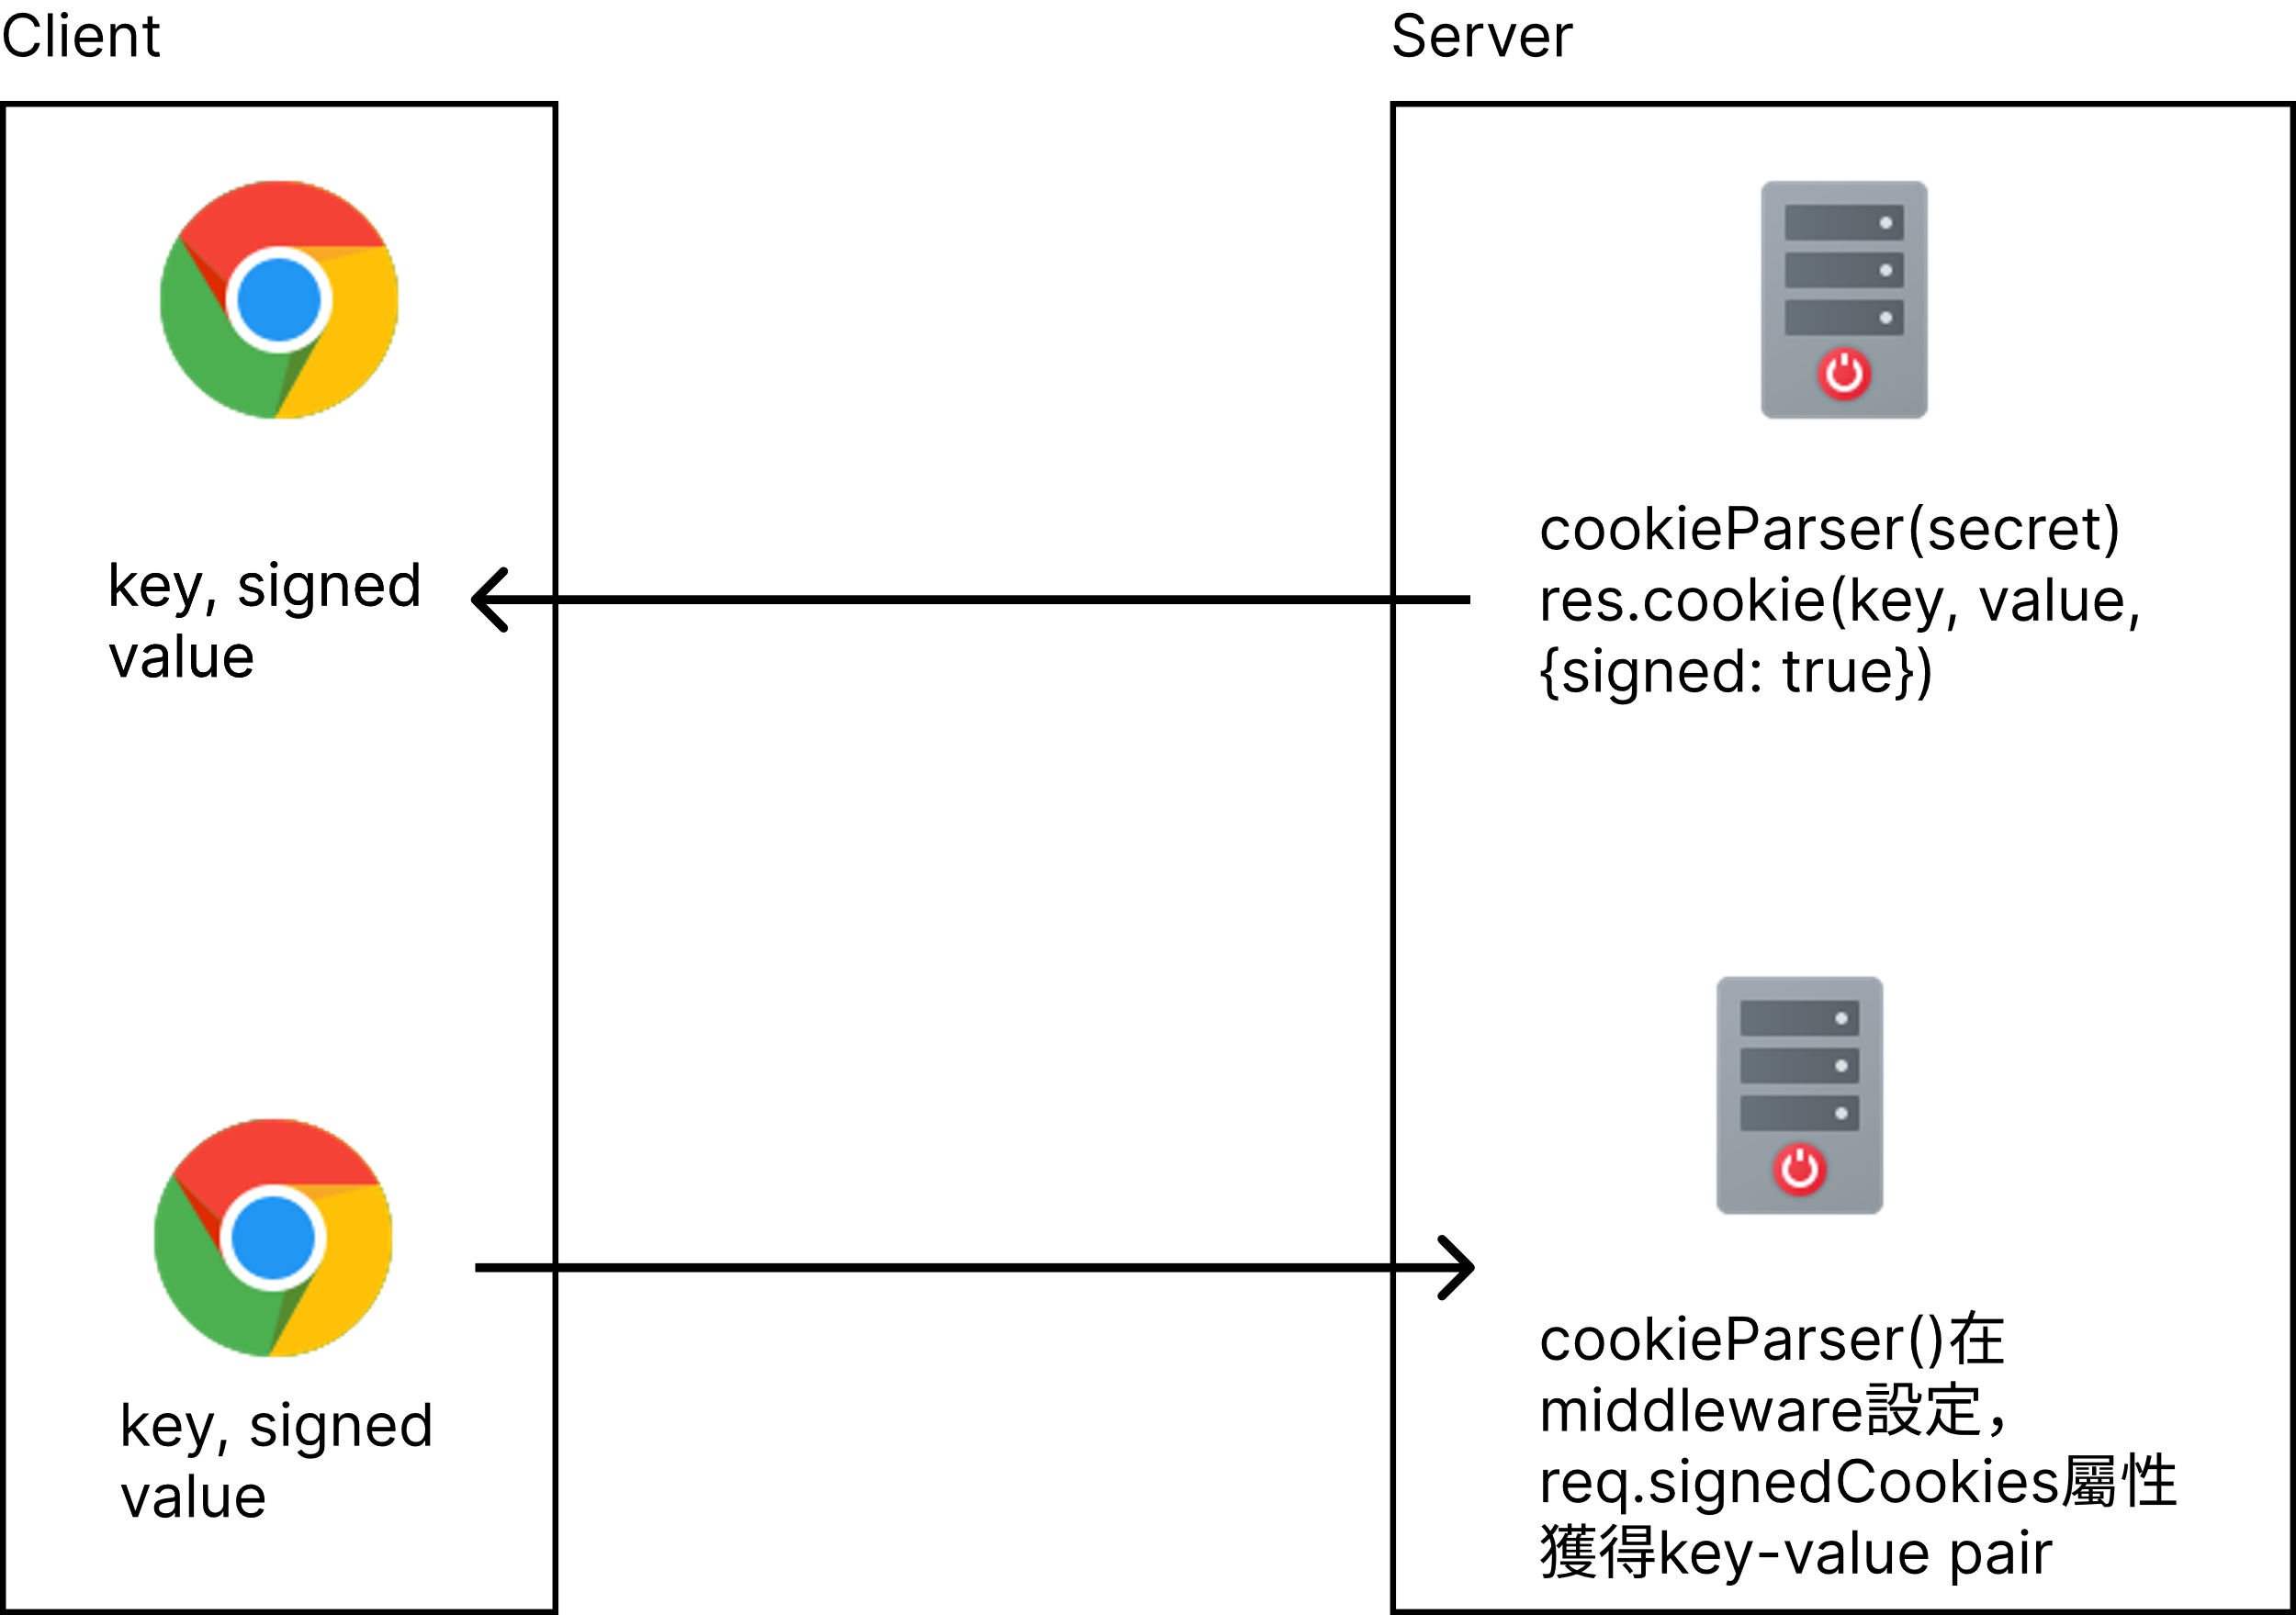 Client
Server
key, signed
value
cookieParser(secret)
res.cookie(key, value,
{signed: true})
key, signed
value
cookieParser()在
middleware設定，
req.signedCookies屬性
獲得key-value pair